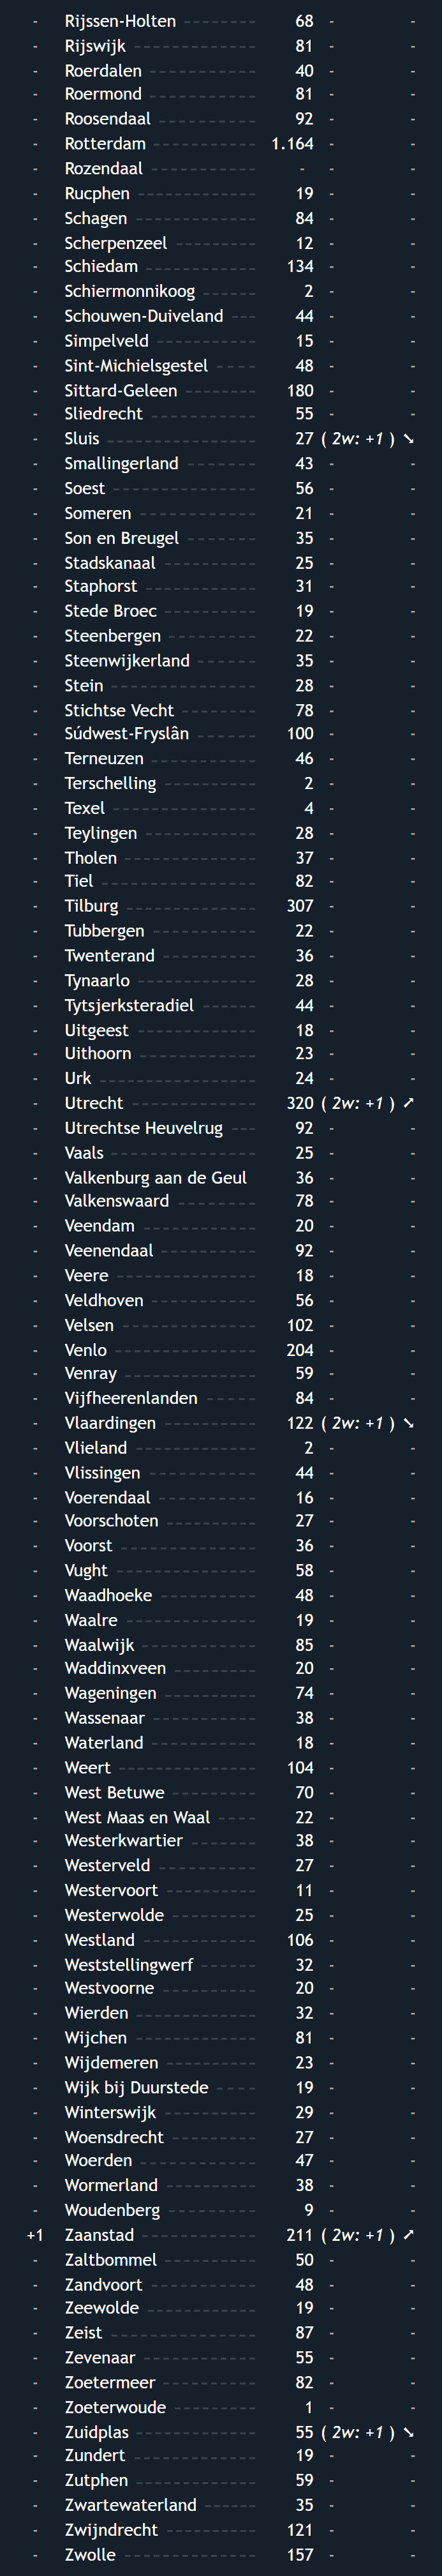 - Rijssen-Holten 68 - -
- Rijswijk 81 - -
- Roerdalen 40 - -
- Roermond 81 - -
- Roosendaal 92 - -
- Rotterdam 1.164 - -
- Rozendaal - - -
- Rucphen 19 - -
- Schagen 84 - -
- Scherpenzeel 12 - -
- Schiedam 134 - -
- Schiermonnikoog 2 - -
- Schouwen-Duiveland 44 - -
- Simpelveld 15 - -
- Sint-Michielsgestel 48 - -
- Sittard-Geleen 180 - -
- Sliedrecht 55 - -
- Sluis 27 ( 2w: +1 ) ➘
- Smallingerland 43 - -
- Soest 56 - -
- Someren 21 - -
- Son en Breugel 35 - -
- Stadskanaal 25 - -
- Staphorst 31 - -
- Stede Broec 19 - -
- Steenbergen 22 - -
- Steenwijkerland 35 - -
- Stein 28 - -
- Stichtse Vecht 78 - -
- Súdwest-Fryslân 100 - -
- Terneuzen 46 - -
- Terschelling 2 - -
- Texel 4 - -
- Teylingen 28 - -
- Tholen 37 - -
- Tiel 82 - -
- Tilburg 307 - -
- Tubbergen 22 - -
- Twenterand 36 - -
- Tynaarlo 28 - -
- Tytsjerksteradiel 44 - -
- Uitgeest 18 - -
- Uithoorn 23 - -
- Urk 24 - -
- Utrecht 320 ( 2w: +1 ) ➚
- Utrechtse Heuvelrug 92 - -
- Vaals 25 - -
- Valkenburg aan de Geul 36 - -
- Valkenswaard 78 - -
- Veendam 20 - -
- Veenendaal 92 - -
- Veere 18 - -
- Veldhoven 56 - -
- Velsen 102 - -
- Venlo 204 - -
- Venray 59 - -
- Vijfheerenlanden 84 - -
- Vlaardingen 122 ( 2w: +1 ) ➘
- Vlieland 2 - -
- Vlissingen 44 - -
- Voerendaal 16 - -
- Voorschoten 27 - -
- Voorst 36 - -
- Vught 58 - -
- Waadhoeke 48 - -
- Waalre 19 - -
- Waalwijk 85 - -
- Waddinxveen 20 - -
- Wageningen 74 - -
- Wassenaar 38 - -
- Waterland 18 - -
- Weert 104 - -
- West Betuwe 70 - -
- West Maas en Waal 22 - -
- Westerkwartier 38 - -
- Westerveld 27 - -
- Westervoort 11 - -
- Westerwolde 25 - -
- Westland 106 - -
- Weststellingwerf 32 - -
- Westvoorne 20 - -
- Wierden 32 - -
- Wijchen 81 - -
- Wijdemeren 23 - -
- Wijk bij Duurstede 19 - -
- Winterswijk 29 - -
- Woensdrecht 27 - -
- Woerden 47 - -
- Wormerland 38 - -
- Woudenberg 9 - -
+1 Zaanstad 211 ( 2w: +1 ) ➚
- Zaltbommel 50 - -
- Zandvoort 48 - -
- Zeewolde 19 - -
- Zeist 87 - -
- Zevenaar 55 - -
- Zoetermeer 82 - -
- Zoeterwoude 1 - -
- Zuidplas 55 ( 2w: +1 ) ➘
- Zundert 19 - -
- Zutphen 59 - -
- Zwartewaterland 35 - -
- Zwijndrecht 121 - -
- Zwolle 157 - -